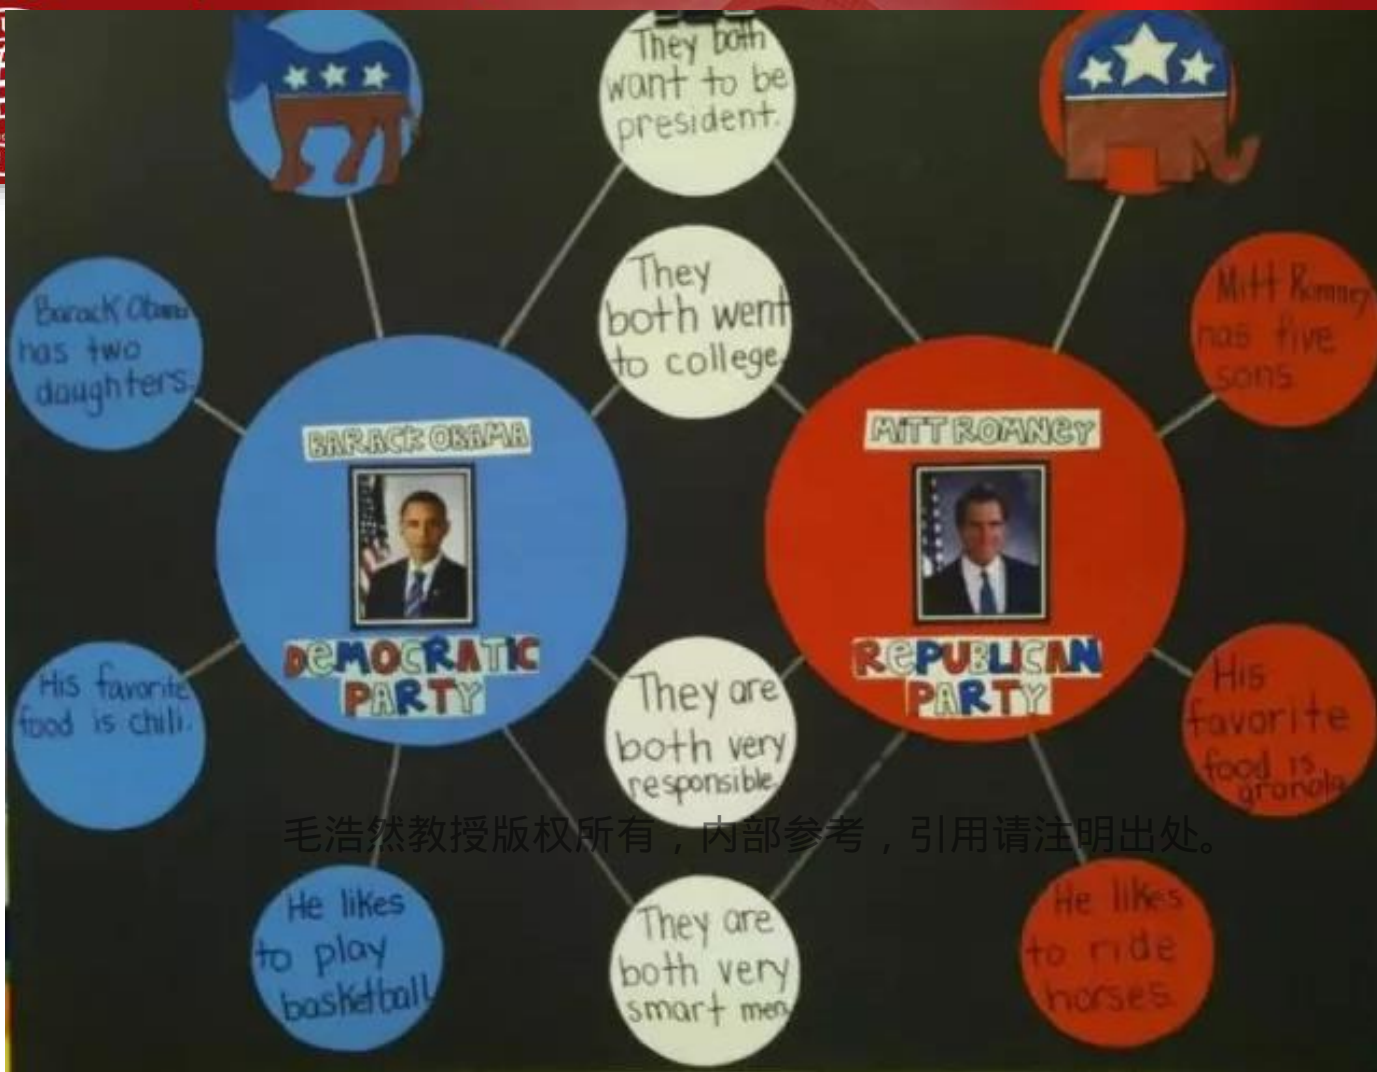 They both
want to be
president.
They
both went
to college.
Barack Obama
has two
daughters.
Mitt Romney
has five
sons
BARACK OBAMA
MITT ROMNEY
DEMOCRATIC
PARTY
REPUBLICAN
PARTY
His favorite
food is chili.
They are
both very
responsible.
His
favorite
food is
granola
毛浩然教授版权所有，内部参考，引用请注明出处。
He likes
to play
basketball
They are
both very
smart men
He likes
to ride
horses.